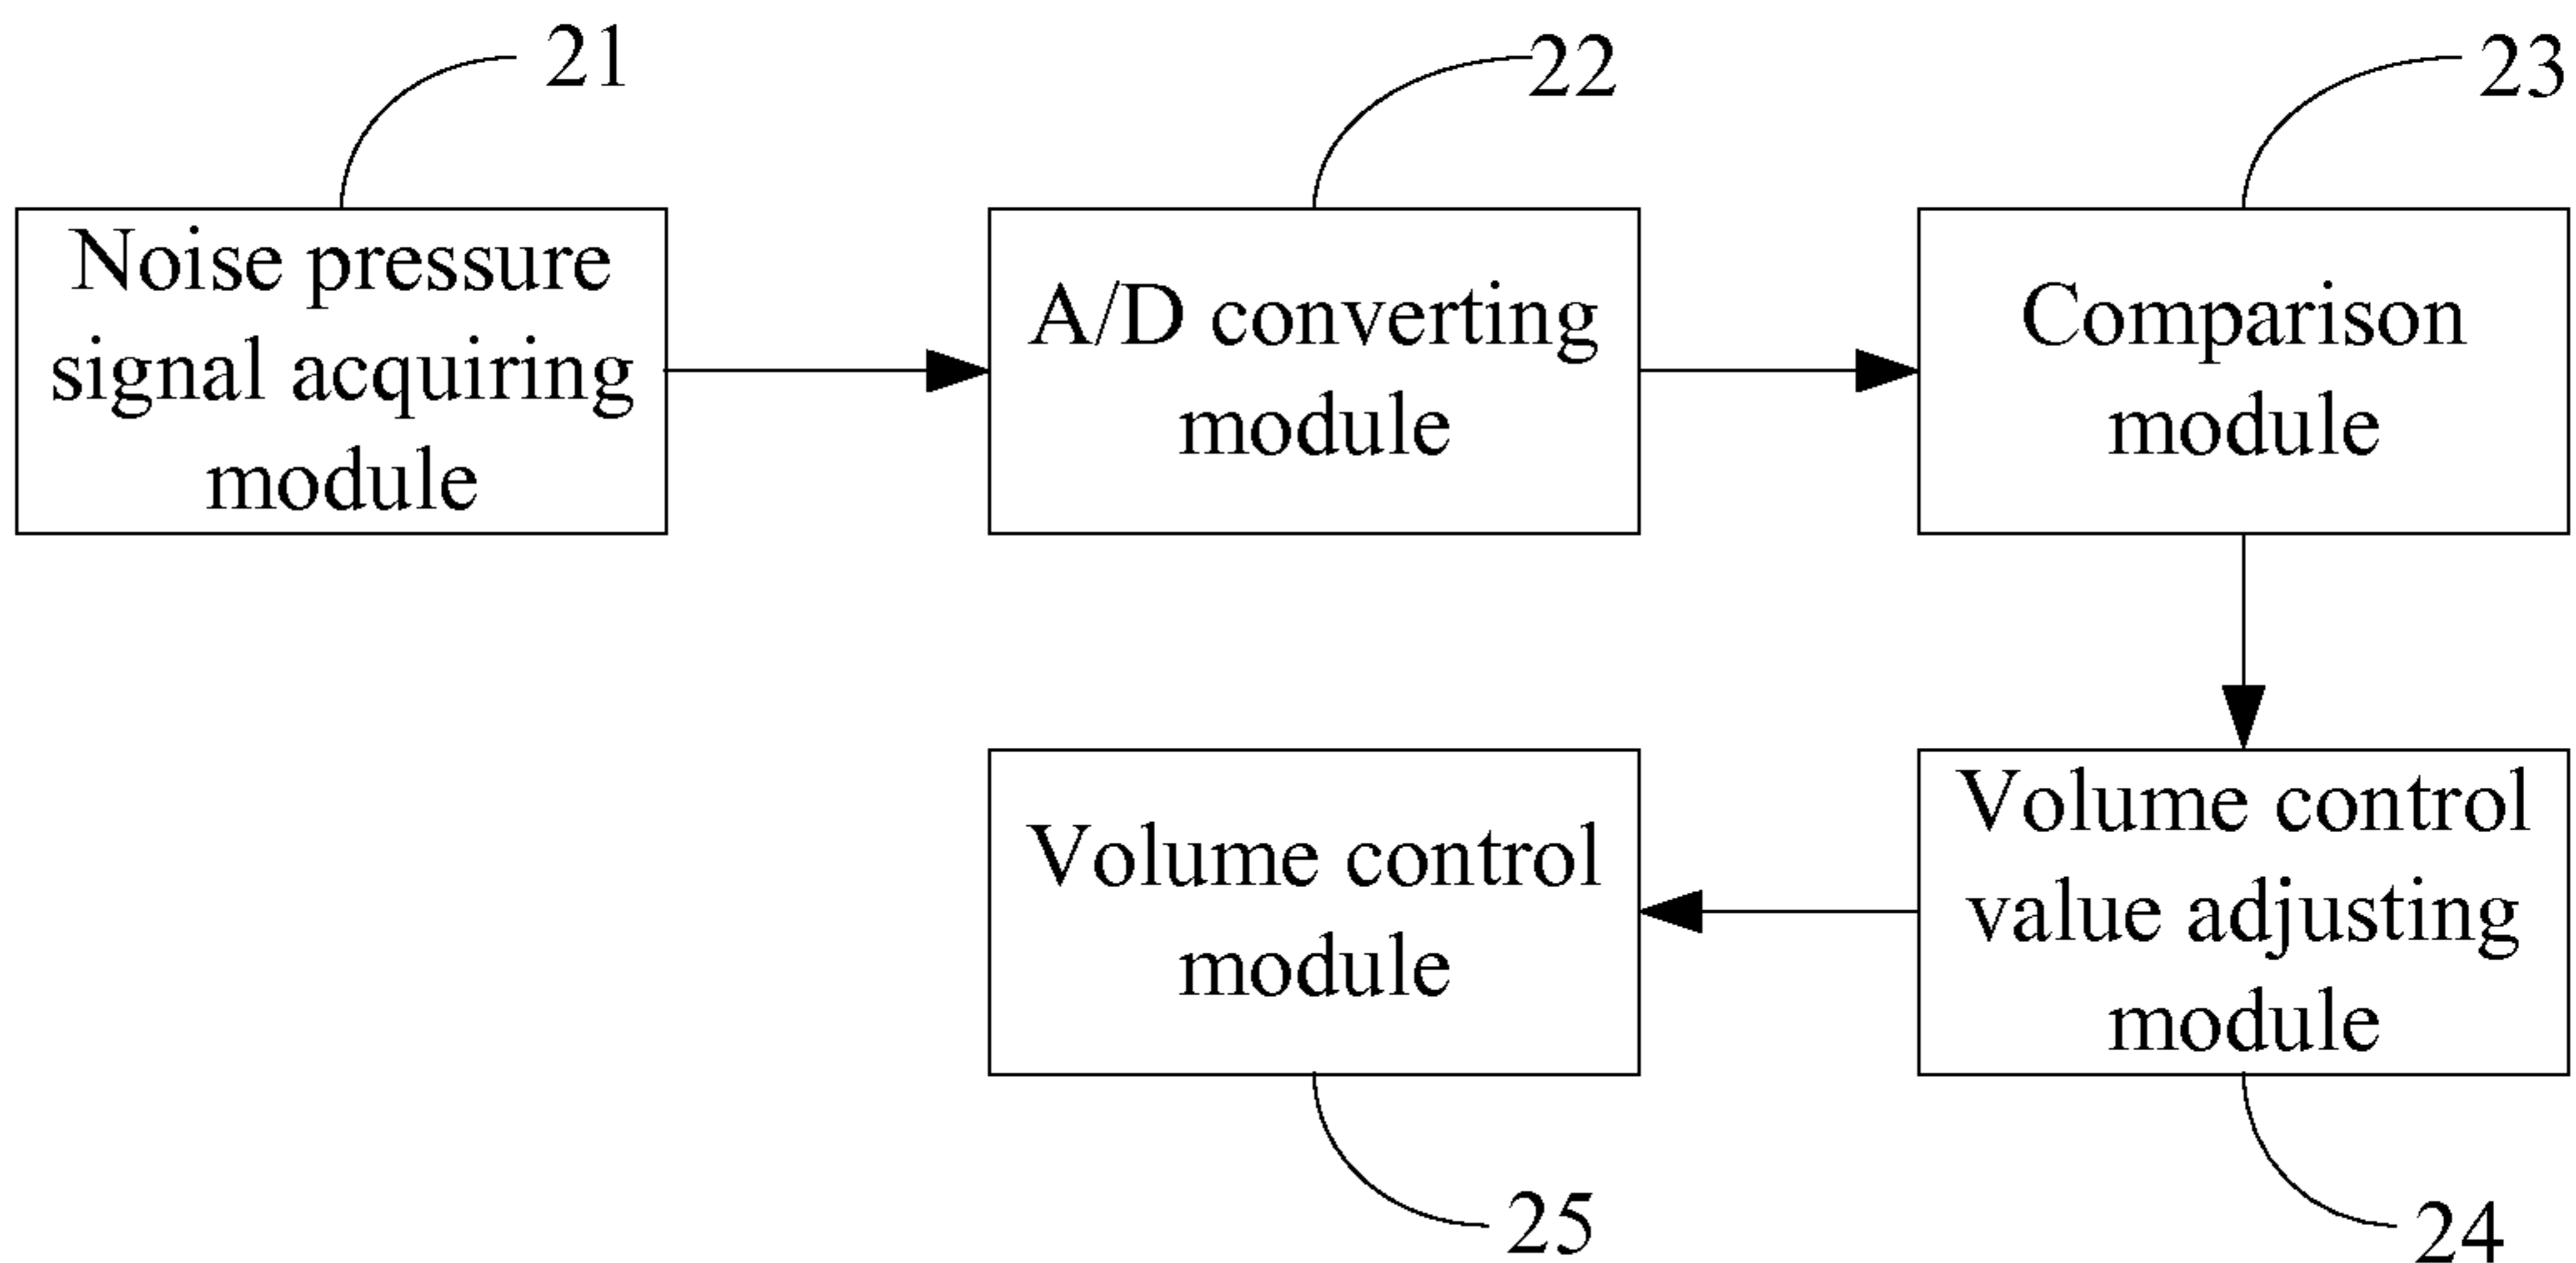 21
22
23
Noise pressure
signal acquiring
module
A/D converting
module
Comparison
module
Volume control
module
Volume control
value adjusting
module
25
24